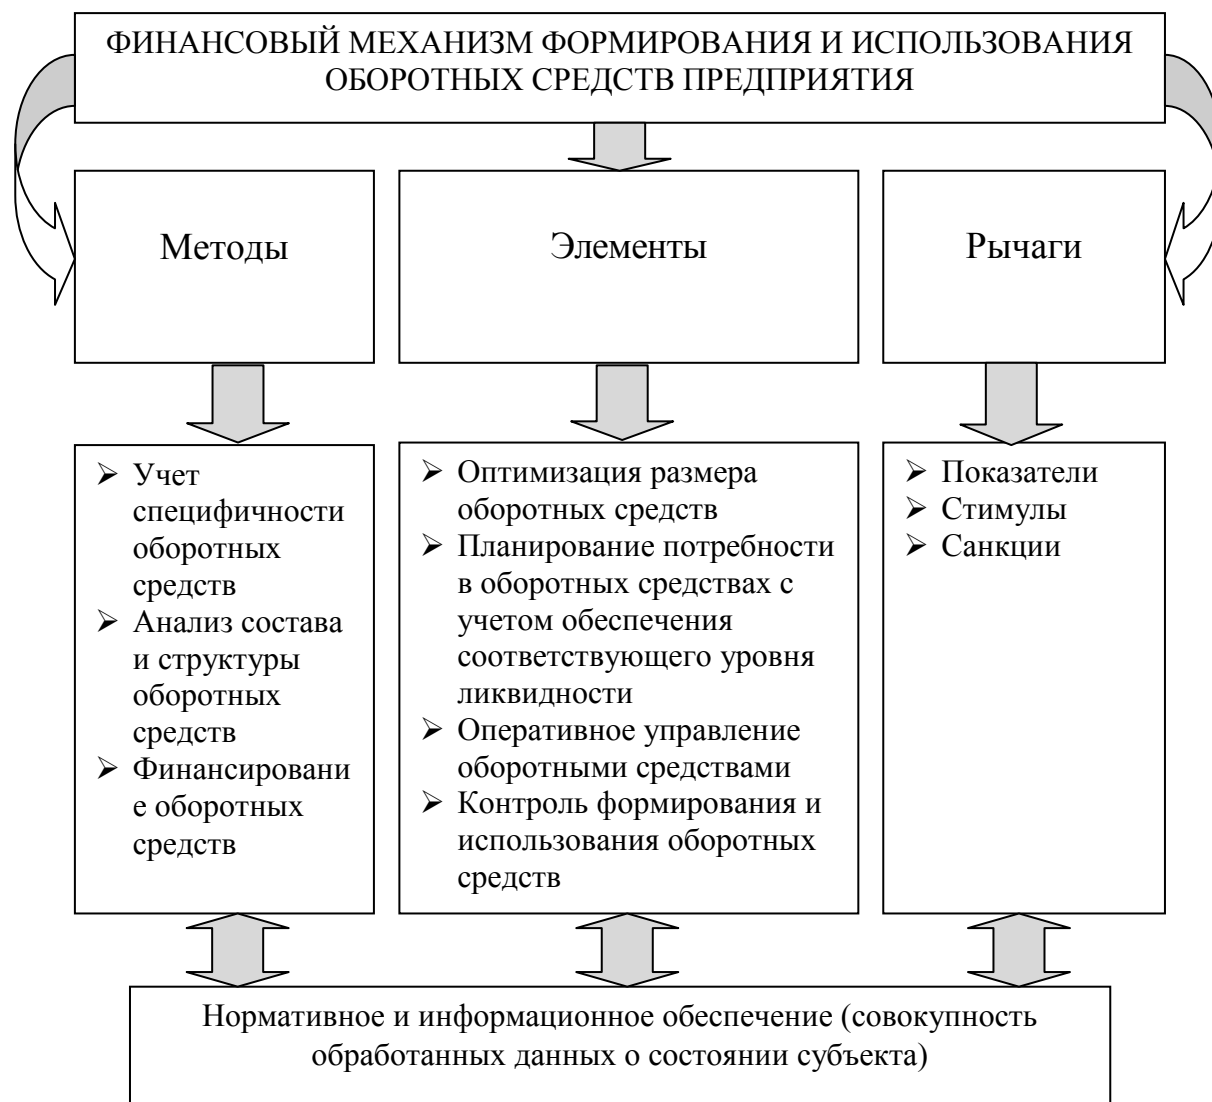 ФИНАНСОВЫЙ МЕХАНИЗМ ФОРМИРОВАНИЯ И ИСПОЛЬЗОВАНИЯ
ОБОРОТНЫХ СРЕДСТВ ПРЕДПРИЯТИЯ
Методы
Элементы
Рычаги
Учет
специфичности
оборотных
средств
Анализ состава
и структуры
оборотных
средств
Финансировани
е оборотных
средств
Оптимизация размера
оборотных средств
Планирование потребности
в оборотных средствах с
учетом обеспечения
соответствующего уровня
ликвидности
Оперативное управление
оборотными средствами
Контроль формирования и
использования оборотных
средств
Показатели
Стимулы
Санкции
Нормативное и информационное обеспечение (совокупность
обработанных данных о состоянии субъекта)